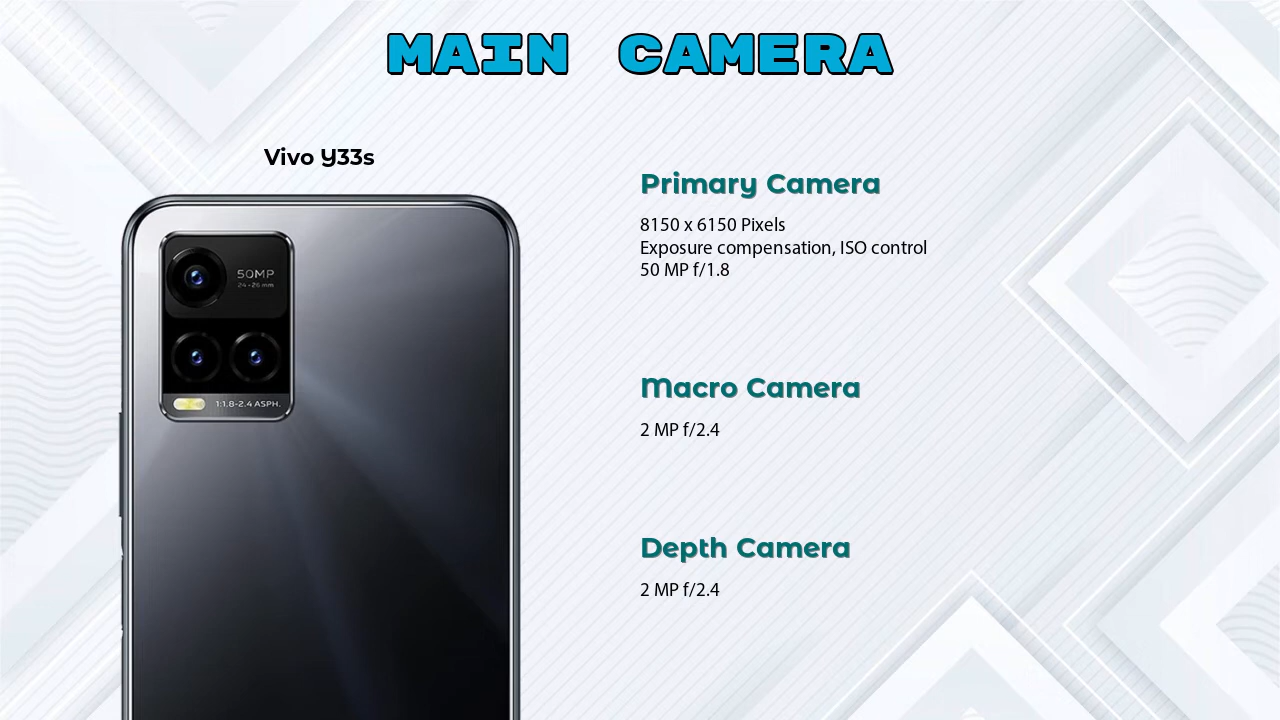 MAIN CAMERA
Vivo Y33s
50MP
24-26 mm
1:1.8-2.4 ASPH.
Primary Camera
8150 x 6150 Pixels
Exposure compensation, ISO control
50 MP f/1.8
Macro Camera
2 MP f/2.4
Depth Camera
2 MP f/2.4